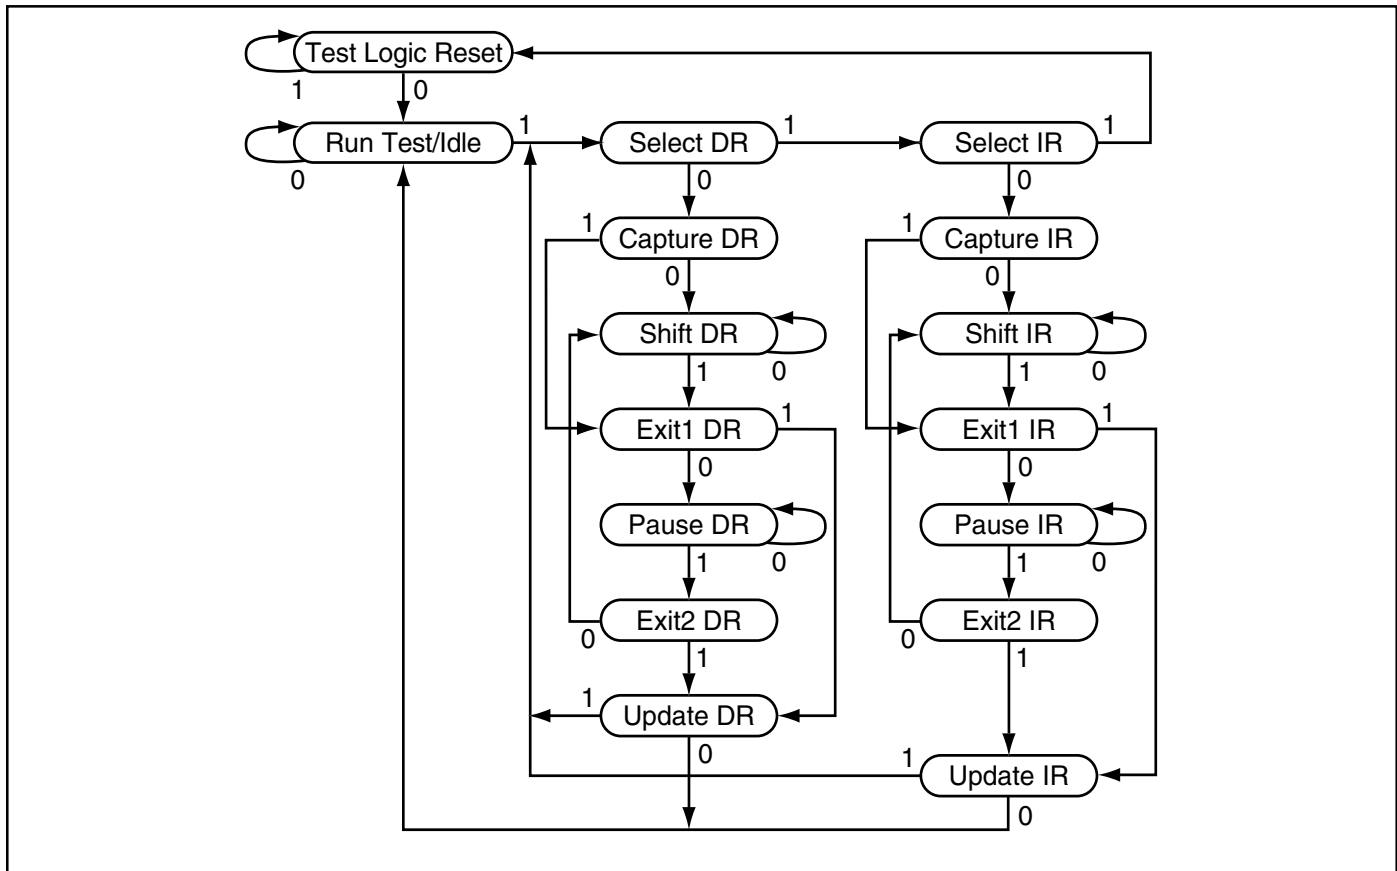 Test Logic Reset
1 0
Run Test/Idle 1 Select DR 1 Select IR 1
0 0 0
1 Capture DR 1 Capture IR
0 0
Shift DR Shift IR
1 0 1 0
Exit1 DR 1 Exit1 IR 1
0 0
Pause DR Pause IR
1 0 1 0
Exit2 DR Exit2 IR
0 1 0 1
1 Update DR
0 1 Update IR
0